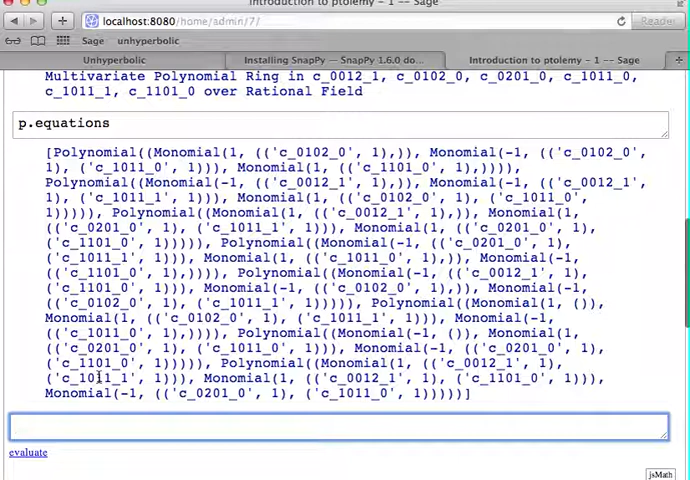 Introduction to ptolemy – 1 -- Sage
localhost:8080/home/admin/7/
Reader
Sage unhyperbolic
Unhyperbolic Installing SnapPy — SnapPy 1.6.0 do... Introduction to ptolemy – 1 -- Sage
Multivariate Polynomial Ring in c_0012_1, c_0102_0, c_0201_0, c_1011_0,
c_1011_1, c_1101_0 over Rational Field
p.equations
[Polynomial((Monomial(1, (('c_0102_0', 1),)), Monomial(-1, (('c_0102_0',
1), ('c_1011_0', 1))), Monomial(1, (('c_1101_0', 1),)))),
Polynomial((Monomial(-1, (('c_0012_1', 1),)), Monomial(-1, (('c_0012_1',
1), ('c_1011_1', 1))), Monomial(1, (('c_0102_0', 1), ('c_1011_0',
1))))), Polynomial((Monomial(1, (('c_0012_1', 1),)), Monomial(1,
(('c_0201_0', 1), ('c_1011_1', 1))), Monomial(1, (('c_0201_0', 1),
('c_1101_0', 1))))), Polynomial((Monomial(-1, (('c_0201_0', 1),
('c_1011_1', 1))), Monomial(1, (('c_1011_0', 1),)), Monomial(-1,
(('c_1101_0', 1),)))), Polynomial((Monomial(-1, (('c_0012_1', 1),
('c_1101_0', 1))), Monomial(-1, (('c_0102_0', 1),)), Monomial(-1,
(('c_0102_0', 1), ('c_1011_1', 1))))), Polynomial((Monomial(1, ()),
Monomial(1, (('c_0102_0', 1), ('c_1011_1', 1))), Monomial(-1,
(('c_1011_0', 1),)))), Polynomial((Monomial(-1, ()), Monomial(1,
(('c_0201_0', 1), ('c_1011_0', 1))), Monomial(-1, (('c_0201_0', 1),
('c_1101_0', 1))))), Polynomial((Monomial(1, (('c_0012_1', 1),
('c_1011_1', 1))), Monomial(1, (('c_0012_1', 1), ('c_1101_0', 1))),
Monomial(-1, (('c_0201_0', 1), ('c_1011_0', 1)))))]
evaluate
jsMath